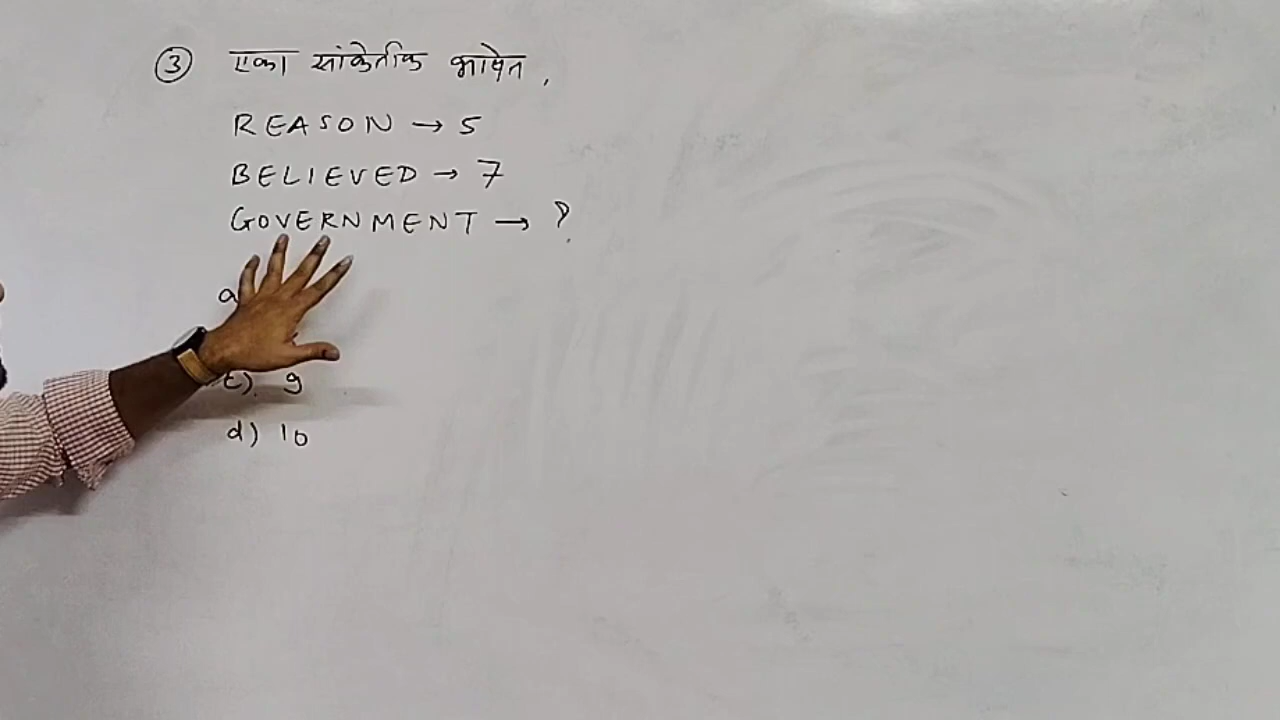 ③ एका सांकेतीक भाषेत,
REASON → 5
BELIEVED → 7
GOVERNMENT → ?
a
c). 9
d) 10